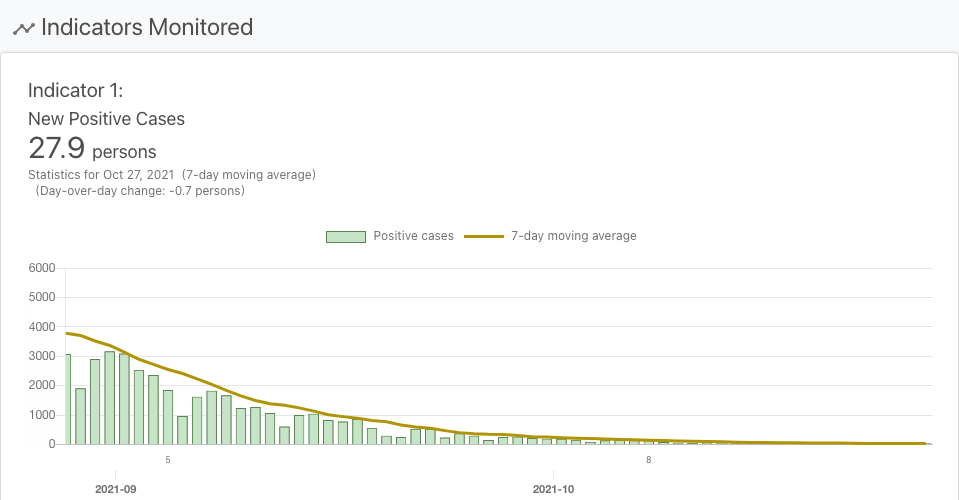 Indicators Monitored
Indicator 1:
New Positive Cases
27.9 persons
Statistics for Oct 27, 2021 (7-day moving average)
(Day-over-day change: -0.7 persons)
Positive cases 7-day moving average
6000
5000
4000
3000
2000
1000
0
5 8
2021-09 2021-10